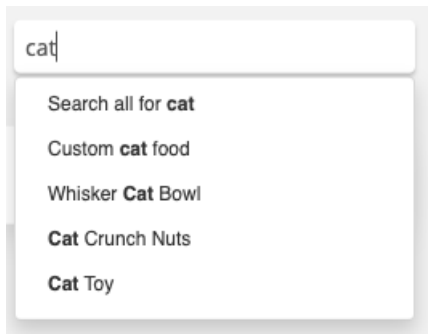 cat
Search all for cat
Custom cat food
Whisker Cat Bowl
Cat Crunch Nuts
Cat Toy